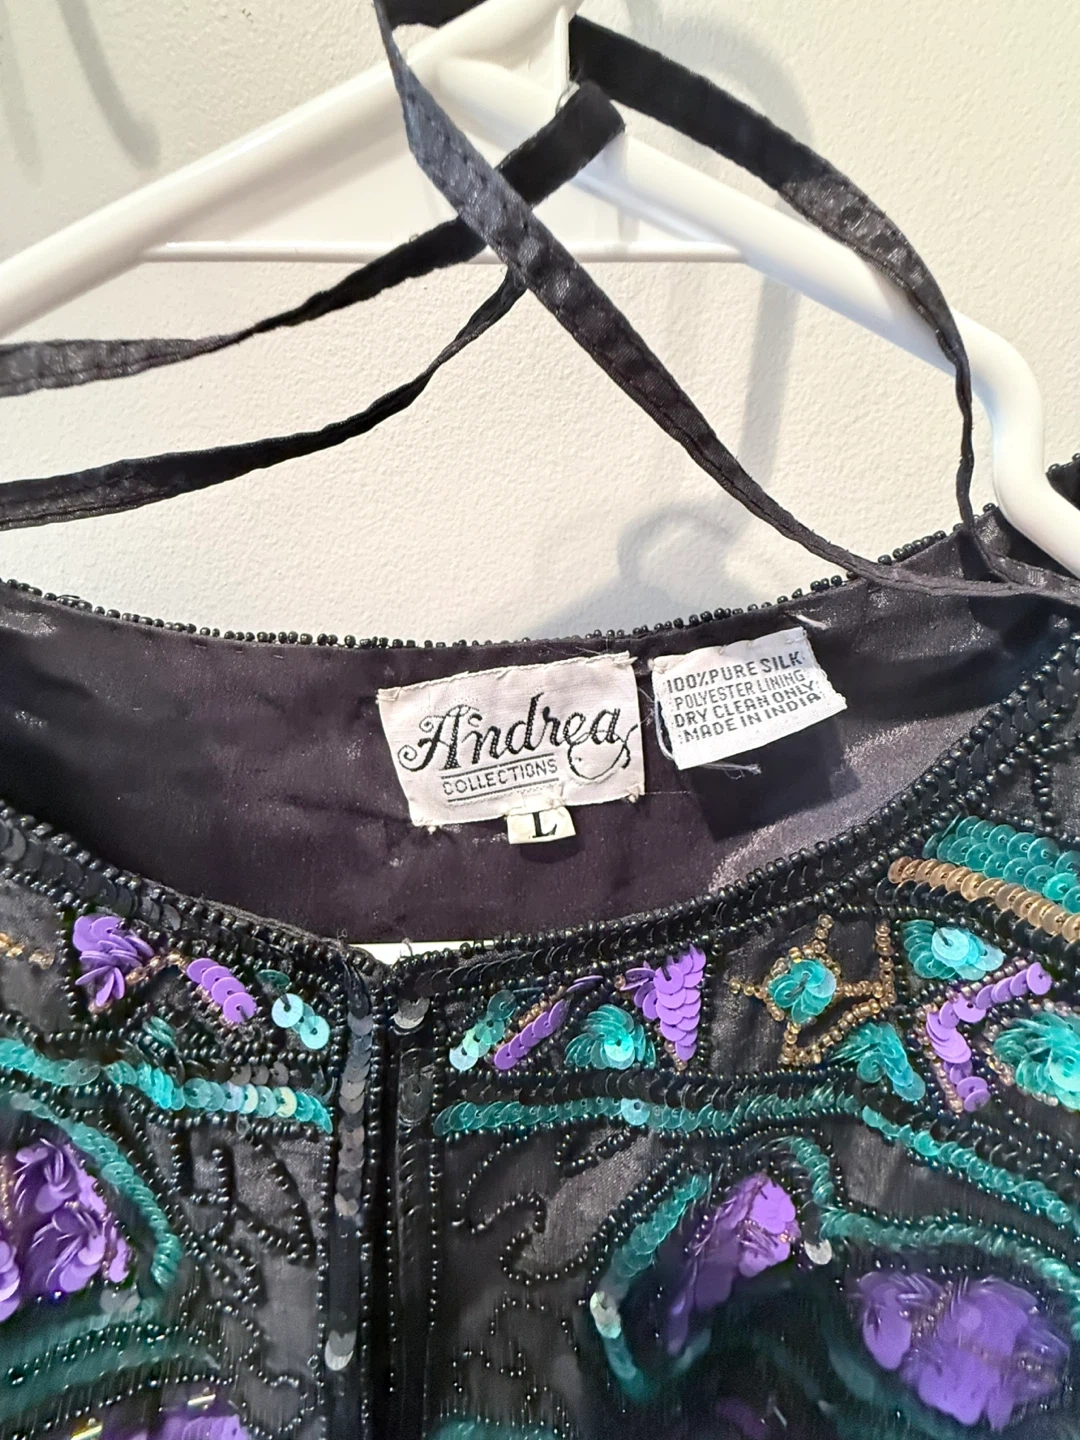 Andrea
COLLECTIONS
L
100%PURE SILK
POLYESTER LINING
DRY CLEAN ONLY
MADE IN INDIA